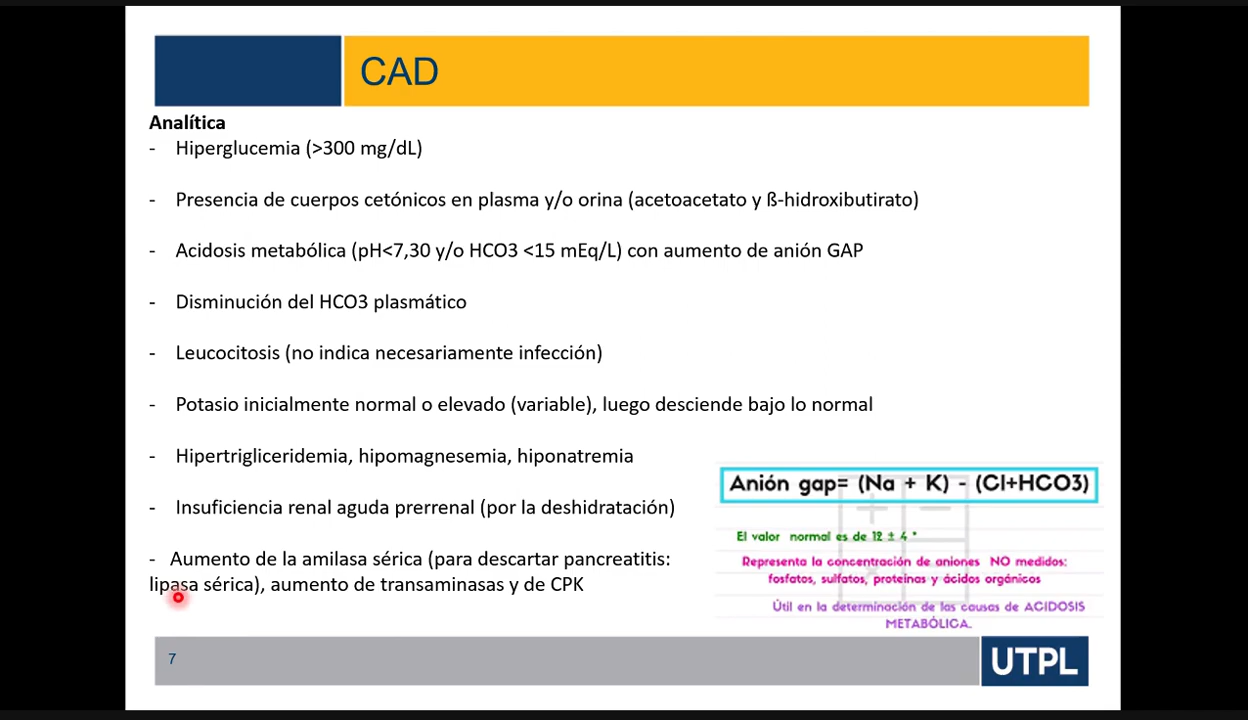 CAD
Analítica
- Hiperglucemia (>300 mg/dL)
- Presencia de cuerpos cetónicos en plasma y/o orina (acetoacetato y ß-hidroxibutirato)
- Acidosis metabólica (pH<7,30 y/o HCO3 <15 mEq/L) con aumento de anión GAP
- Disminución del HCO3 plasmático
- Leucocitosis (no indica necesariamente infección)
- Potasio inicialmente normal o elevado (variable), luego desciende bajo lo normal
- Hipertrigliceridemia, hipomagnesemia, hiponatremia
- Insuficiencia renal aguda prerrenal (por la deshidratación)
- Aumento de la amilasa sérica (para descartar pancreatitis:
lipasa sérica), aumento de transaminasas y de CPK
Anión gap= (Na + K) - (Cl+HCO3)
El valor normal es de 12 ± 4 *
Representa la concentración de aniones NO medidos:
fosfatos, sulfatos, proteínas y ácidos orgánicos
Útil en la determinación de las causas de ACIDOSIS
METABÓLICA.
7
UTPL